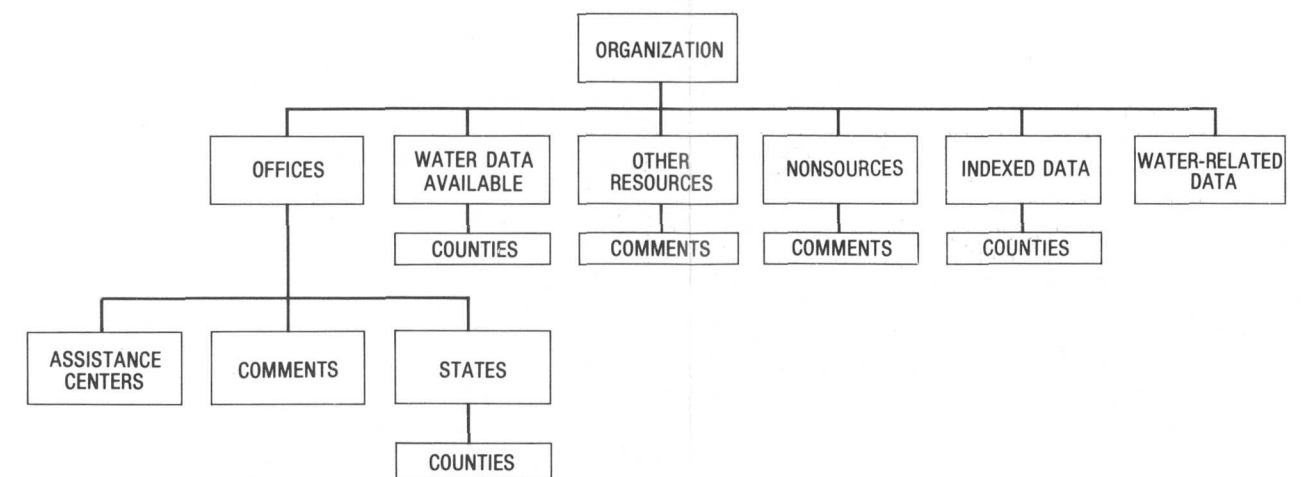 ORGANIZATION
OFFICES
WATER DATA
AVAILABLE
OTHER
RESOURCES
NONSOURCES
INDEXED DATA
WATER-RELATED
DATA
COUNTIES
COMMENTS
COMMENTS
COUNTIES
ASSISTANCE
CENTERS
COMMENTS
STATES
COUNTIES